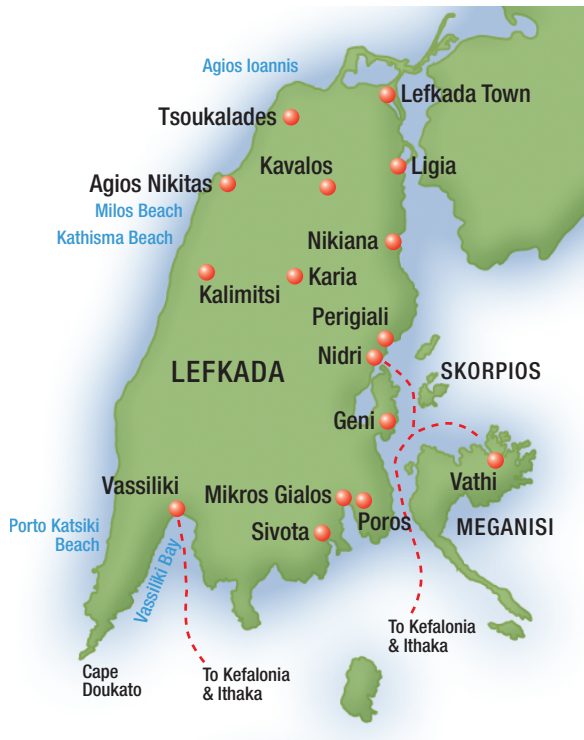 Agios Ioannis
Lefkada Town
Tsoukalades
Kavalos
Ligia
Agios Nikitas
Milos Beach
Kathisma Beach
Nikiana
Kalimitsi
Karia
Perigiali
Nidri
LEFKADA
SKORPIOS
Geni
Vassiliki
Mikros Gialos
Vathi
Poros
Porto Katsiki
Beach
Sivota
MEGANISI
Vassiliki Bay
To Kefalonia
& Ithaka
Cape
Doukato
To Kefalonia
& Ithaka